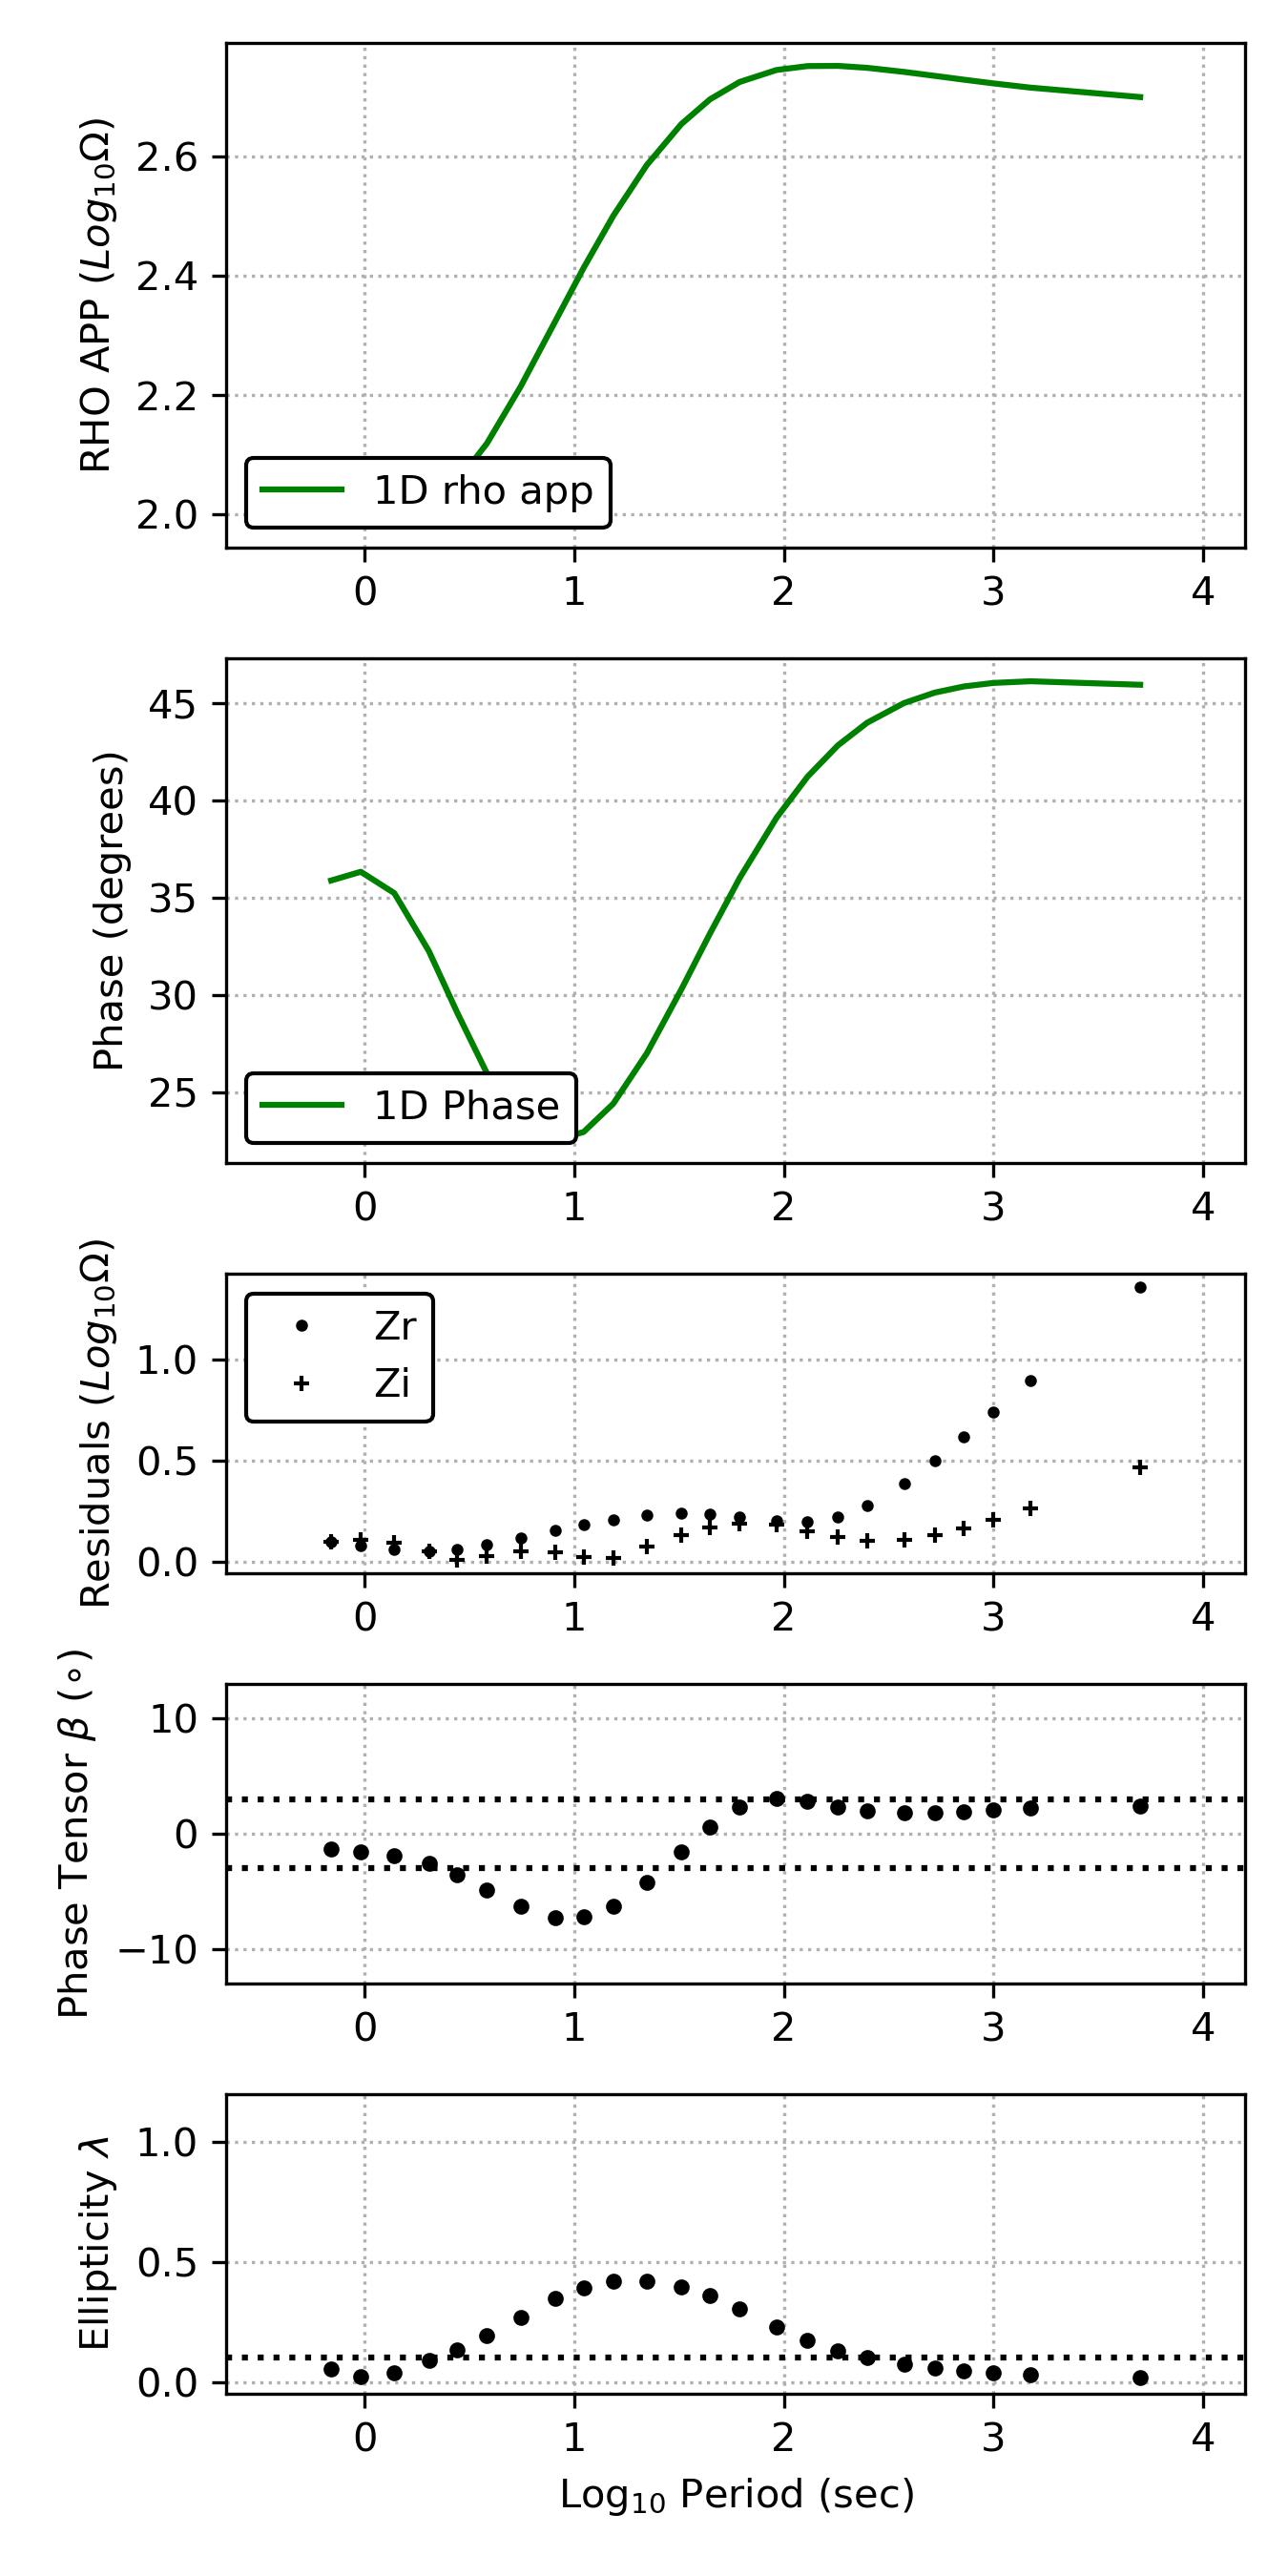 RHO APP (Log₁₀Ω)
2.6
2.4
2.2
2.0
1D rho app
0 1 2 3 4
Phase (degrees)
45
40
35
30
25
1D Phase
0 1 2 3 4
Residuals (Log₁₀Ω)
1.0
0.5
0.0
Zr
Zi
0 1 2 3 4
Phase Tensor β (∘)
10
0
−10
0 1 2 3 4
Ellipticity λ
1.0
0.5
0.0
0 1 2 3 4
Log₁₀ Period (sec)